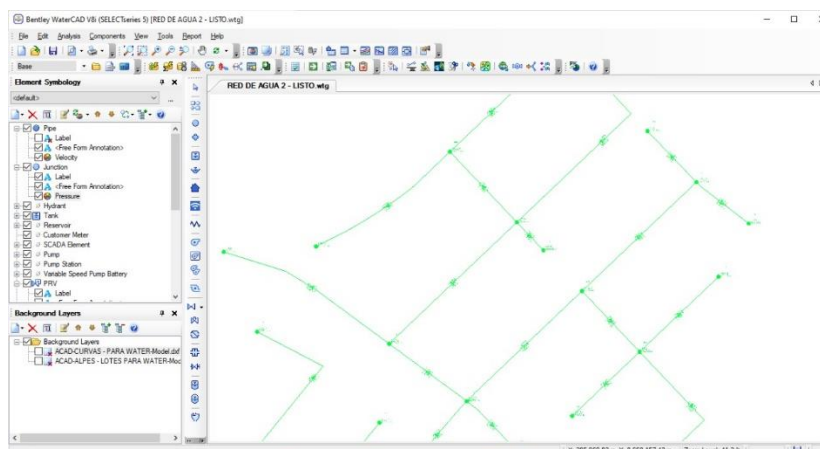 Bentley WaterCAD V8i (SELECTseries 5) [RED DE AGUA 2 - LISTO.wtg]
File Edit Analysis Components View Tools Report Help
Base
Element Symbology
RED DE AGUA 2 - LISTO.wtg
<default>
Pipe
Label
<Free Form Annotation>
Velocity
Junction
Label
<Free Form Annotation>
Pressure
Hydrant
Tank
Reservoir
Customer Meter
SCADA Element
Pump
Pump Station
Variable Speed Pump Battery
PRV
Label
Background Layers
Background Layers
ACAD-CURVAS - PARA WATER-Model.dxf
ACAD-ALPES - LOTES PARA WATER-Mod